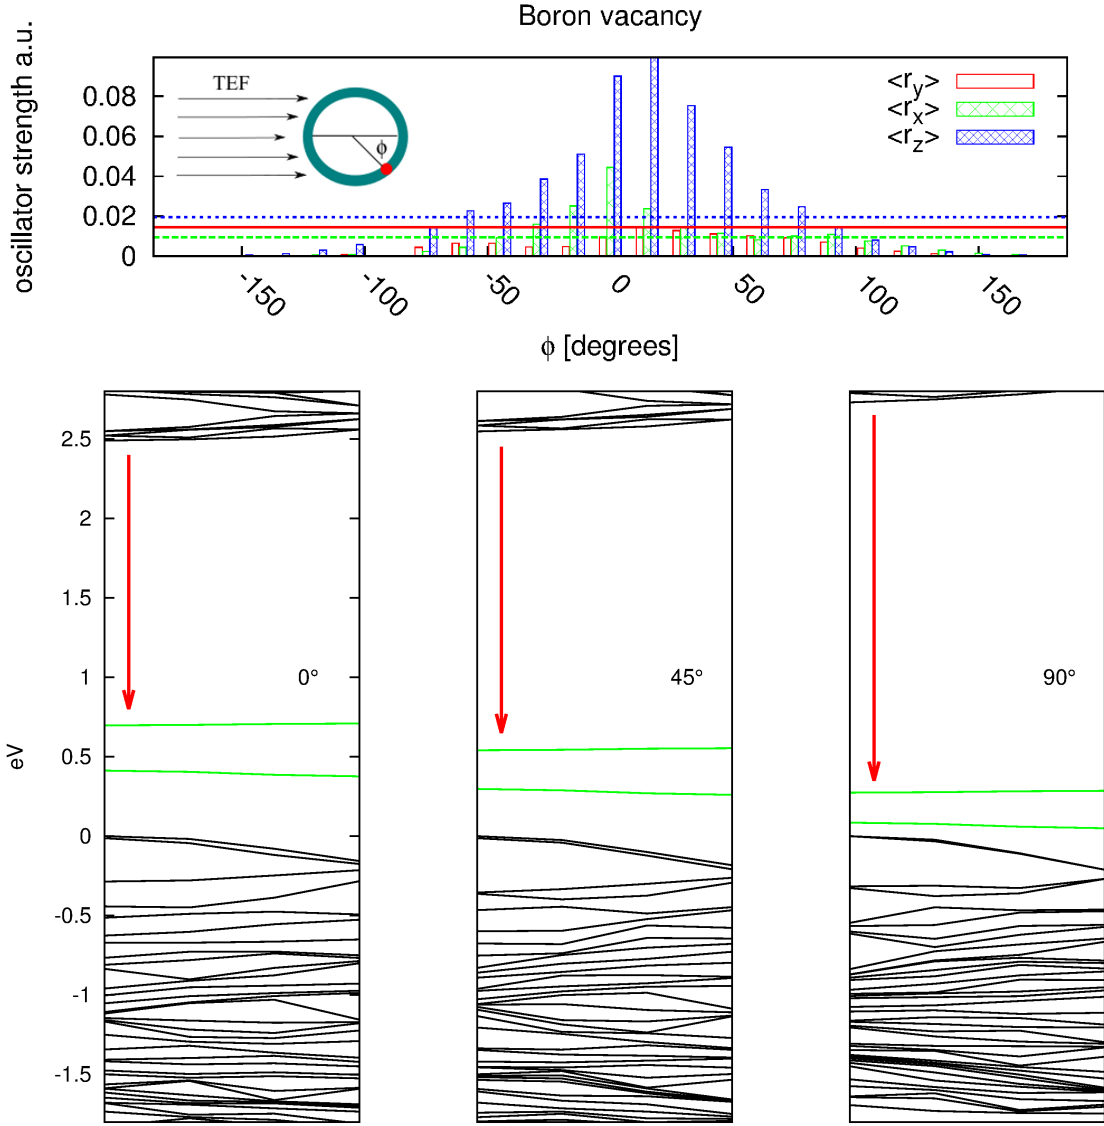 Boron vacancy
oscillator strength a.u.
0.08
0.06
0.04
0.02
0
TEF
ϕ
<r_y>
<r_x>
<r_z>
-150
-100
-50
0
50
100
150
ϕ [degrees]
eV
2.5
2
1.5
1
0.5
0
-0.5
-1
-1.5
0°
45°
90°